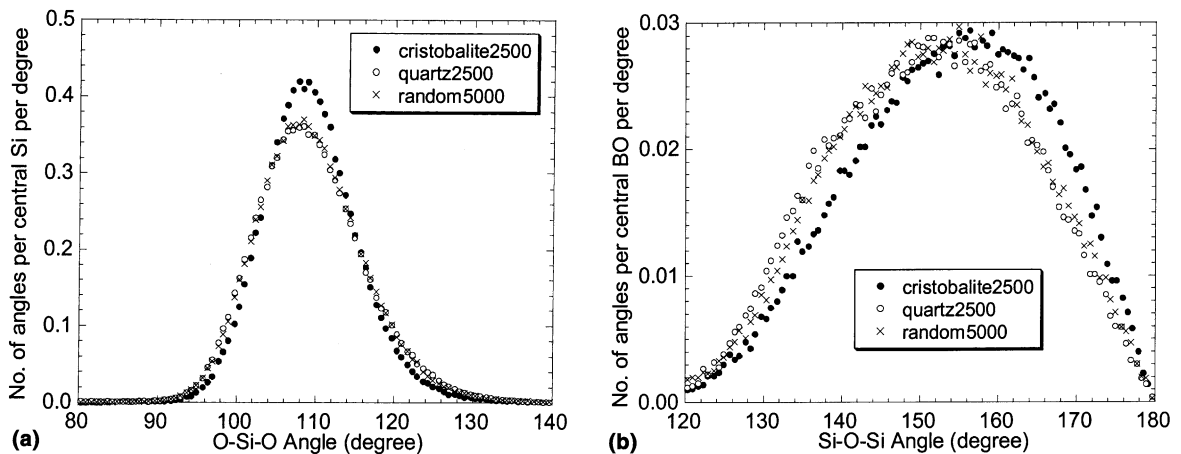 0.5
0.4
0.3
0.2
0.1
0.0
No. of angles per central Si per degree
cristobalite2500
quartz2500
random5000
80 90 100 110 120 130 140
(a)
O-Si-O Angle (degree)
0.03
0.02
0.01
0.00
No. of angles per central BO per degree
cristobalite2500
quartz2500
random5000
120 130 140 150 160 170 180
(b)
Si-O-Si Angle (degree)